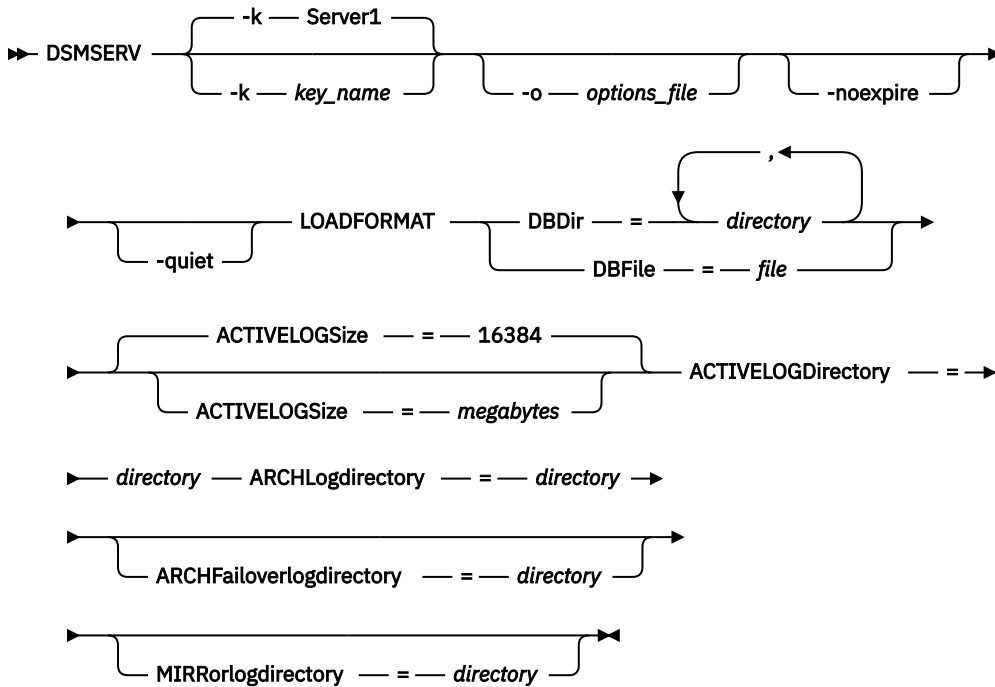 -k Server1
DSMSERV
-k key_name
-o options_file
-noexpire
,
LOADFORMAT DBDir = directory
-quiet
DBFile = file
ACTIVELOGSize = 16384
ACTIVELOGDirectory =
ACTIVELOGSize = megabytes
directory ARCHLogdirectory = directory
ARCHFailoverlogdirectory = directory
MIRRorlogdirectory = directory